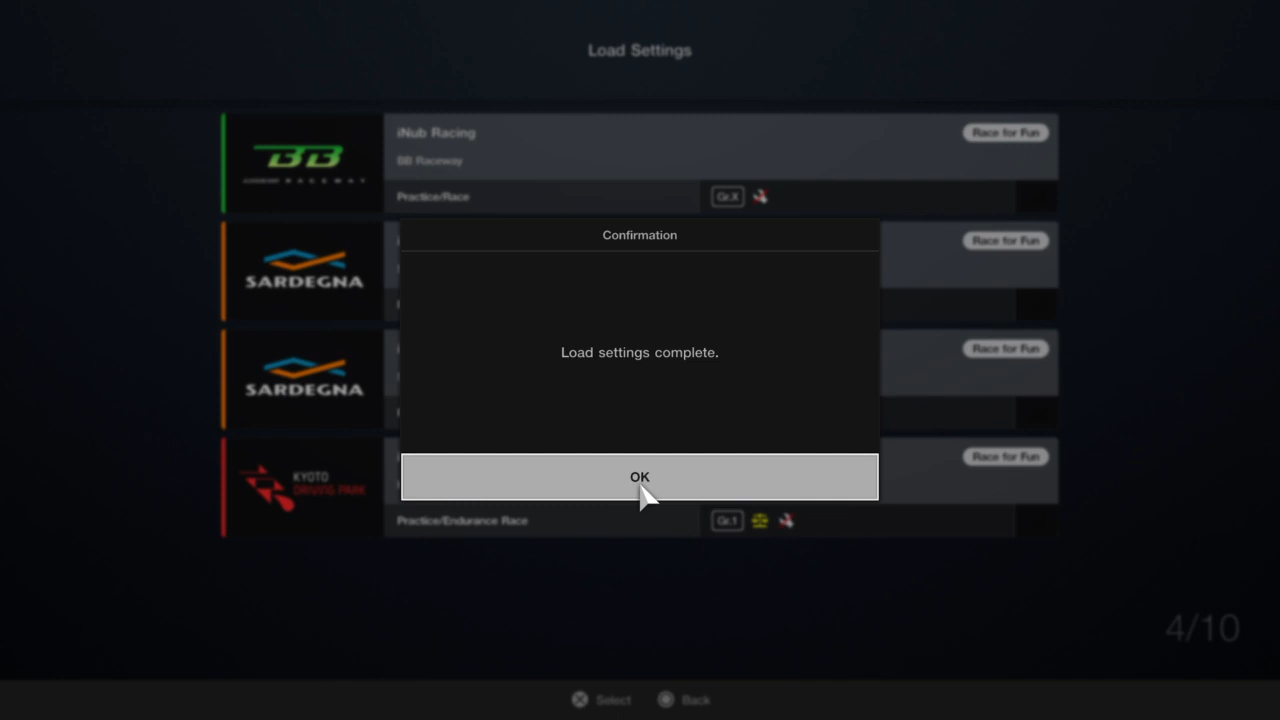 Load Settings
iNub Racing
Race for Fun
BB Raceway
BB
RACEWAY
Practice/Race
Gr.X
Confirmation
SARDEGNA
Race for Fun
Load settings complete.
SARDEGNA
Race for Fun
KYOTO
DRIVING PARK
Race for Fun
OK
Practice/Endurance Race
Gr.1
4/10
Select
Back